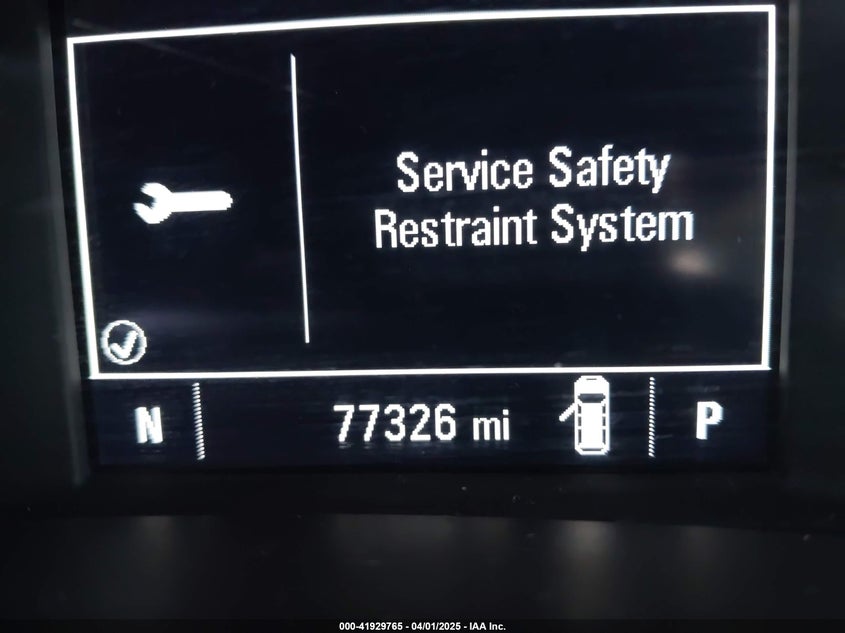 Service Safety
Restraint System
N 77326 mi P
000-41929765 - 04/01/2025 - IAA Inc.